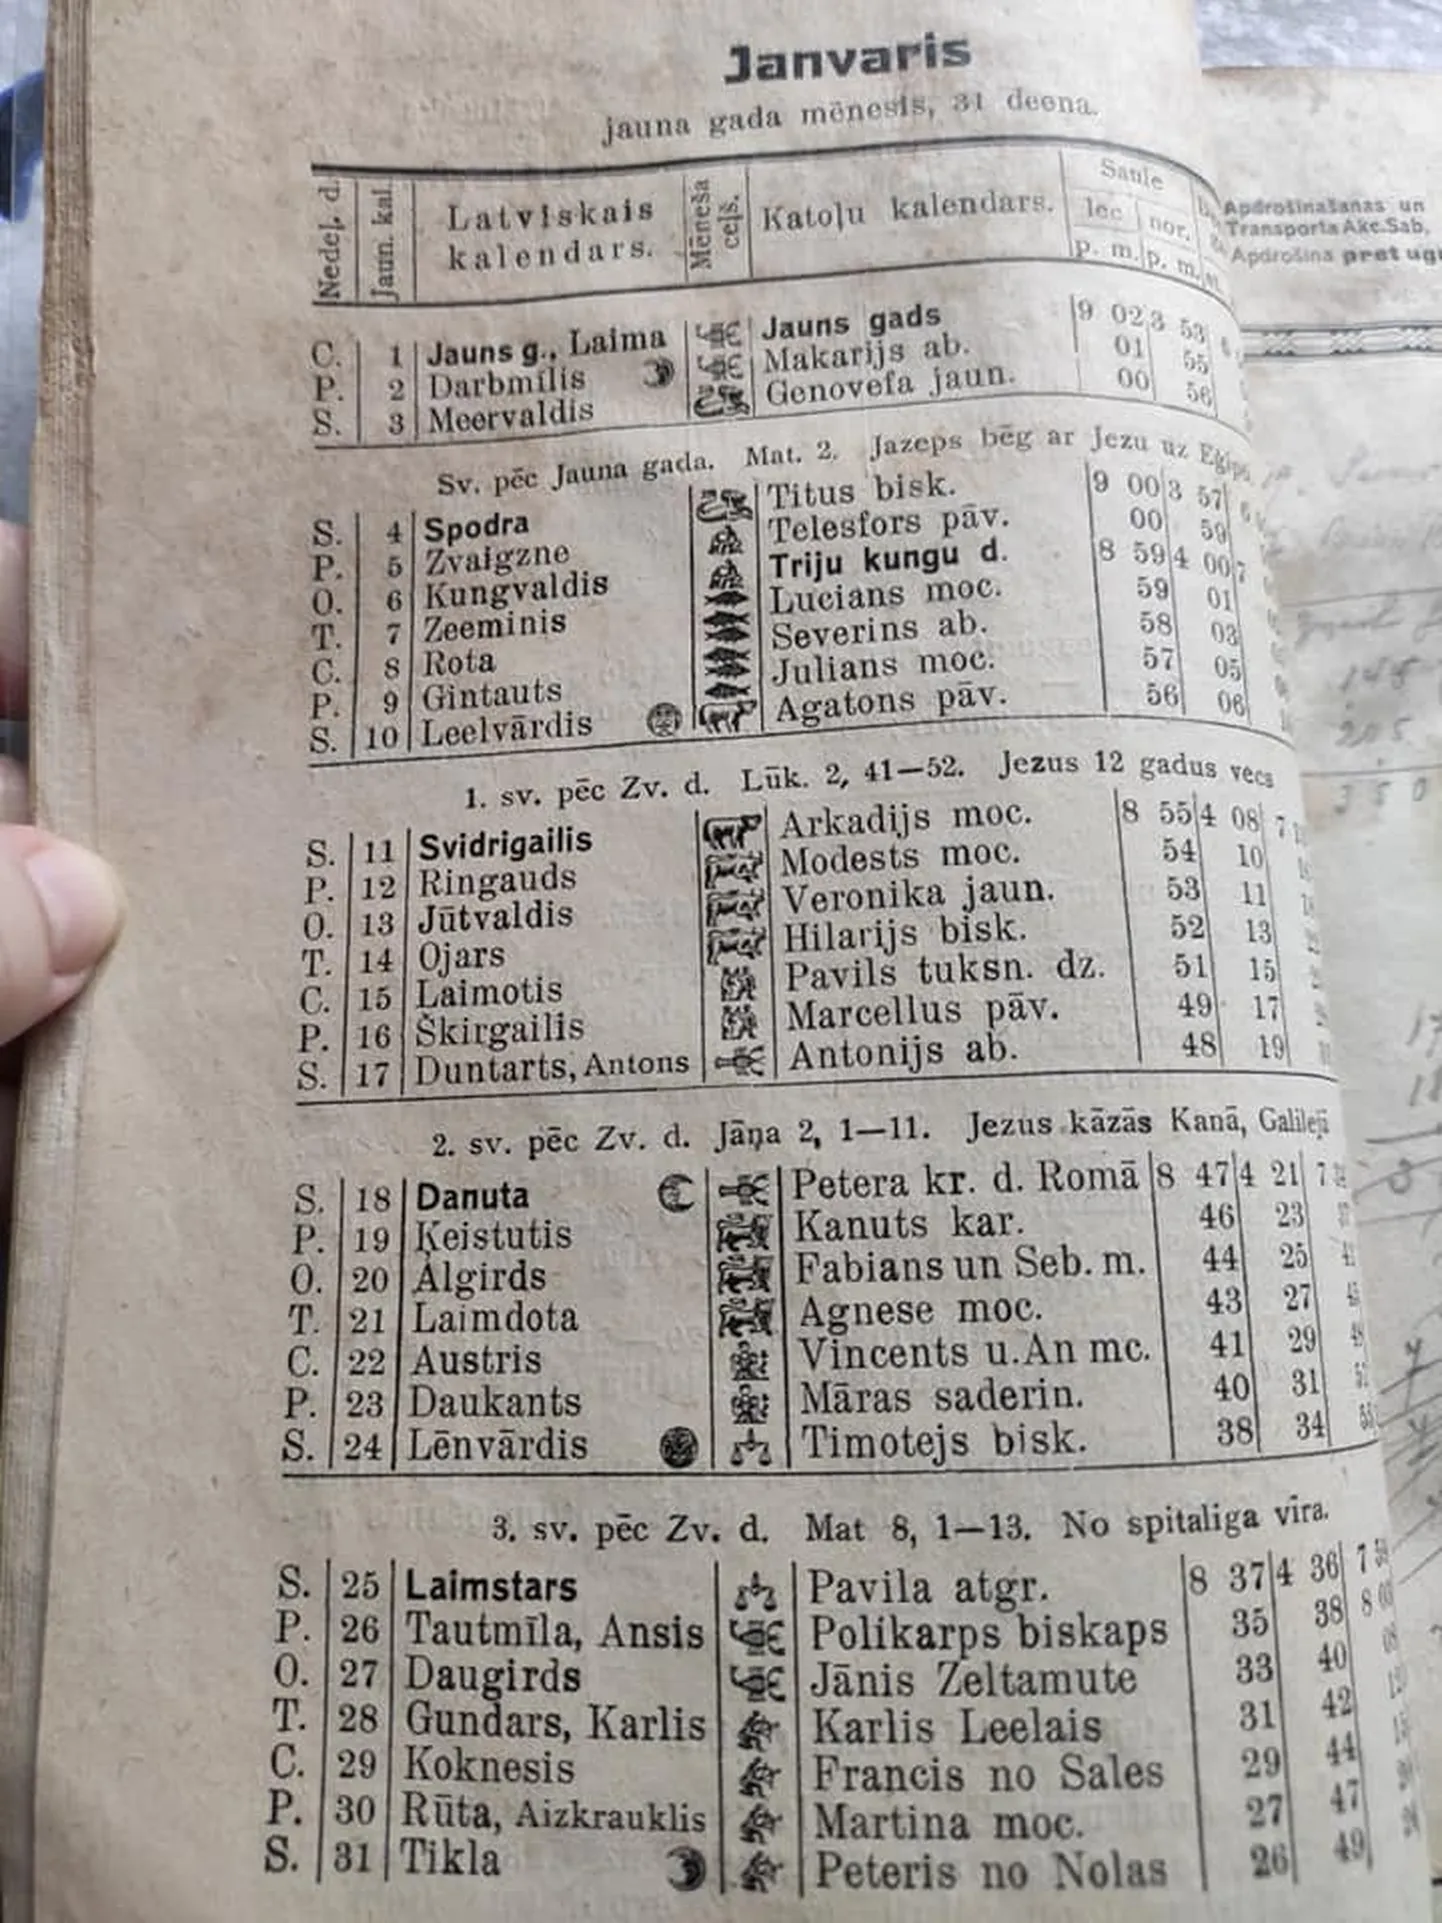 Janvaris
jauna gada mēnesis, 31 deena.
Nedeļ. d. Jaun. kal. Latviskais kalendars. Mēneša ceļš. Katoļu kalendars. Saule lec p. m. nor. p. m.
C. 1 Jauns g., Laima Jauns gads 9 02 3 53
P. 2 Darbmīlis Makarijs ab. 01 55
S. 3 Meervaldis Genovefa jaun. 00 56
Sv. pēc Jauna gada. Mat. 2. Jazeps bēg ar Jezu uz Egipt
S. 4 Spodra Titus bisk. 9 00 3 57
P. 5 Zvaigzne Telesfors pāv. 00 59
O. 6 Kungvaldis Triju kungu d. 8 59 4 00 7
T. 7 Zeeminis Lucians moc. 59 01
C. 8 Rota Severins ab. 58 03
P. 9 Gintauts Julians moc. 57 05
S. 10 Leelvārdis Agatons pāv. 56 06
1. sv. pēc Zv. d. Lūk. 2, 41—52. Jezus 12 gadus vecs
S. 11 Svidrigailis Arkadijs moc. 8 55 4 08 7
P. 12 Ringauds Modests moc. 54 10
O. 13 Jūtvaldis Veronika jaun. 53 11
T. 14 Ojars Hilarijs bisk. 52 13
C. 15 Laimotis Pavils tuksn. dz. 51 15
P. 16 Škirgailis Marcellus pāv. 49 17
S. 17 Duntarts, Antons Antonijs ab. 48 19
2. sv. pēc Zv. d. Jāņa 2, 1—11. Jezus kāzās Kanā, Galilejā
S. 18 Danuta Petera kr. d. Romā 8 47 4 21 7
P. 19 Ķeistutis Kanuts kar. 46 23
O. 20 Algirds Fabians un Seb. m. 44 25
T. 21 Laimdota Agnese moc. 43 27
C. 22 Austris Vincents u. An mc. 41 29
P. 23 Daukants Māras saderin. 40 31
S. 24 Lēnvārdis Timotejs bisk. 38 34
3. sv. pēc Zv. d. Mat 8, 1—13. No spitaliga vīra.
S. 25 Laimstars Pavila atgr. 8 37 4 36 7
P. 26 Tautmīla, Ansis Polikarps biskaps 35 38 8
O. 27 Daugirds Jānis Zeltamute 33 40
T. 28 Gundars, Karlis Karlis Leelais 31 42
C. 29 Koknesis Francis no Sales 29 44
P. 30 Rūta, Aizkrauklis Martina moc. 27 47
S. 31 Tikla Peteris no Nolas 26 49
Apdrošinašanas un
Transporta Akc. Sab.
Apdrošina pret